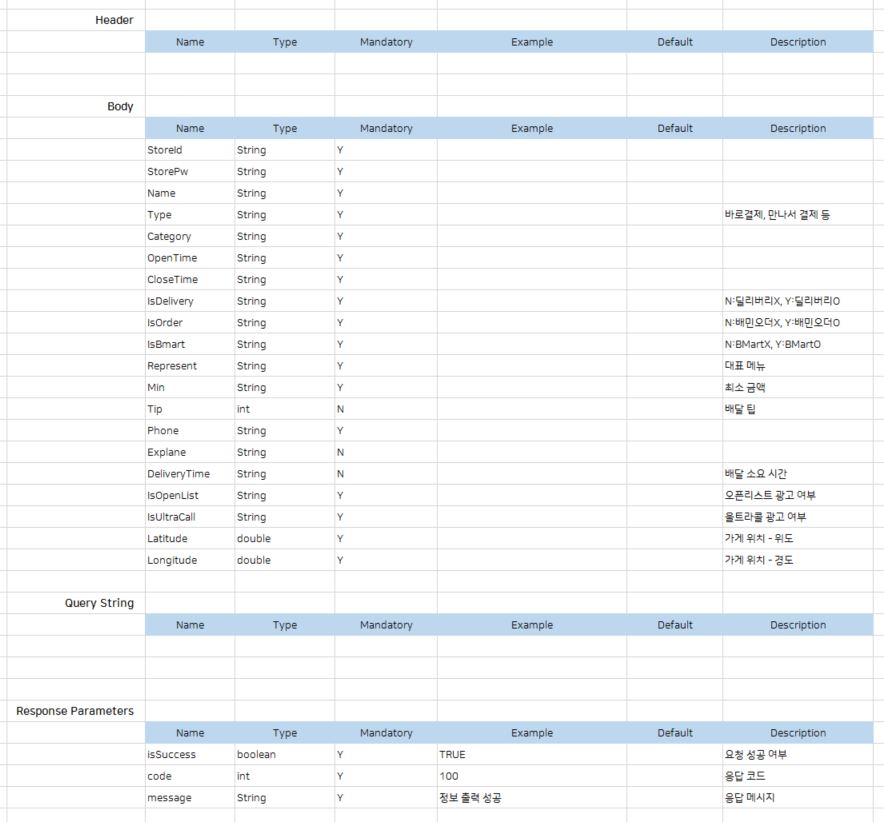 Header
Name Type Mandatory Example Default Description
Body
Name Type Mandatory Example Default Description
StoreId String Y
StorePw String Y
Name String Y
Type String Y 바로결제, 만나서 결제 등
Category String Y
OpenTime String Y
CloseTime String Y
IsDelivery String Y N:딜리버리X, Y:딜리버리O
IsOrder String Y N:배민오더X, Y:배민오더O
IsBmart String Y N:BMartX, Y:BMartO
Represent String Y 대표 메뉴
Min String Y 최소 금액
Tip int N 배달 팁
Phone String Y
Explane String N
DeliveryTime String N 배달 소요 시간
IsOpenList String Y 오픈리스트 광고 여부
IsUltraCall String Y 울트라콜 광고 여부
Latitude double Y 가게 위치 - 위도
Longitude double Y 가게 위치 - 경도
Query String
Name Type Mandatory Example Default Description
Response Parameters
Name Type Mandatory Example Default Description
isSuccess boolean Y TRUE 요청 성공 여부
code int Y 100 응답 코드
message String Y 정보 출력 성공 응답 메시지